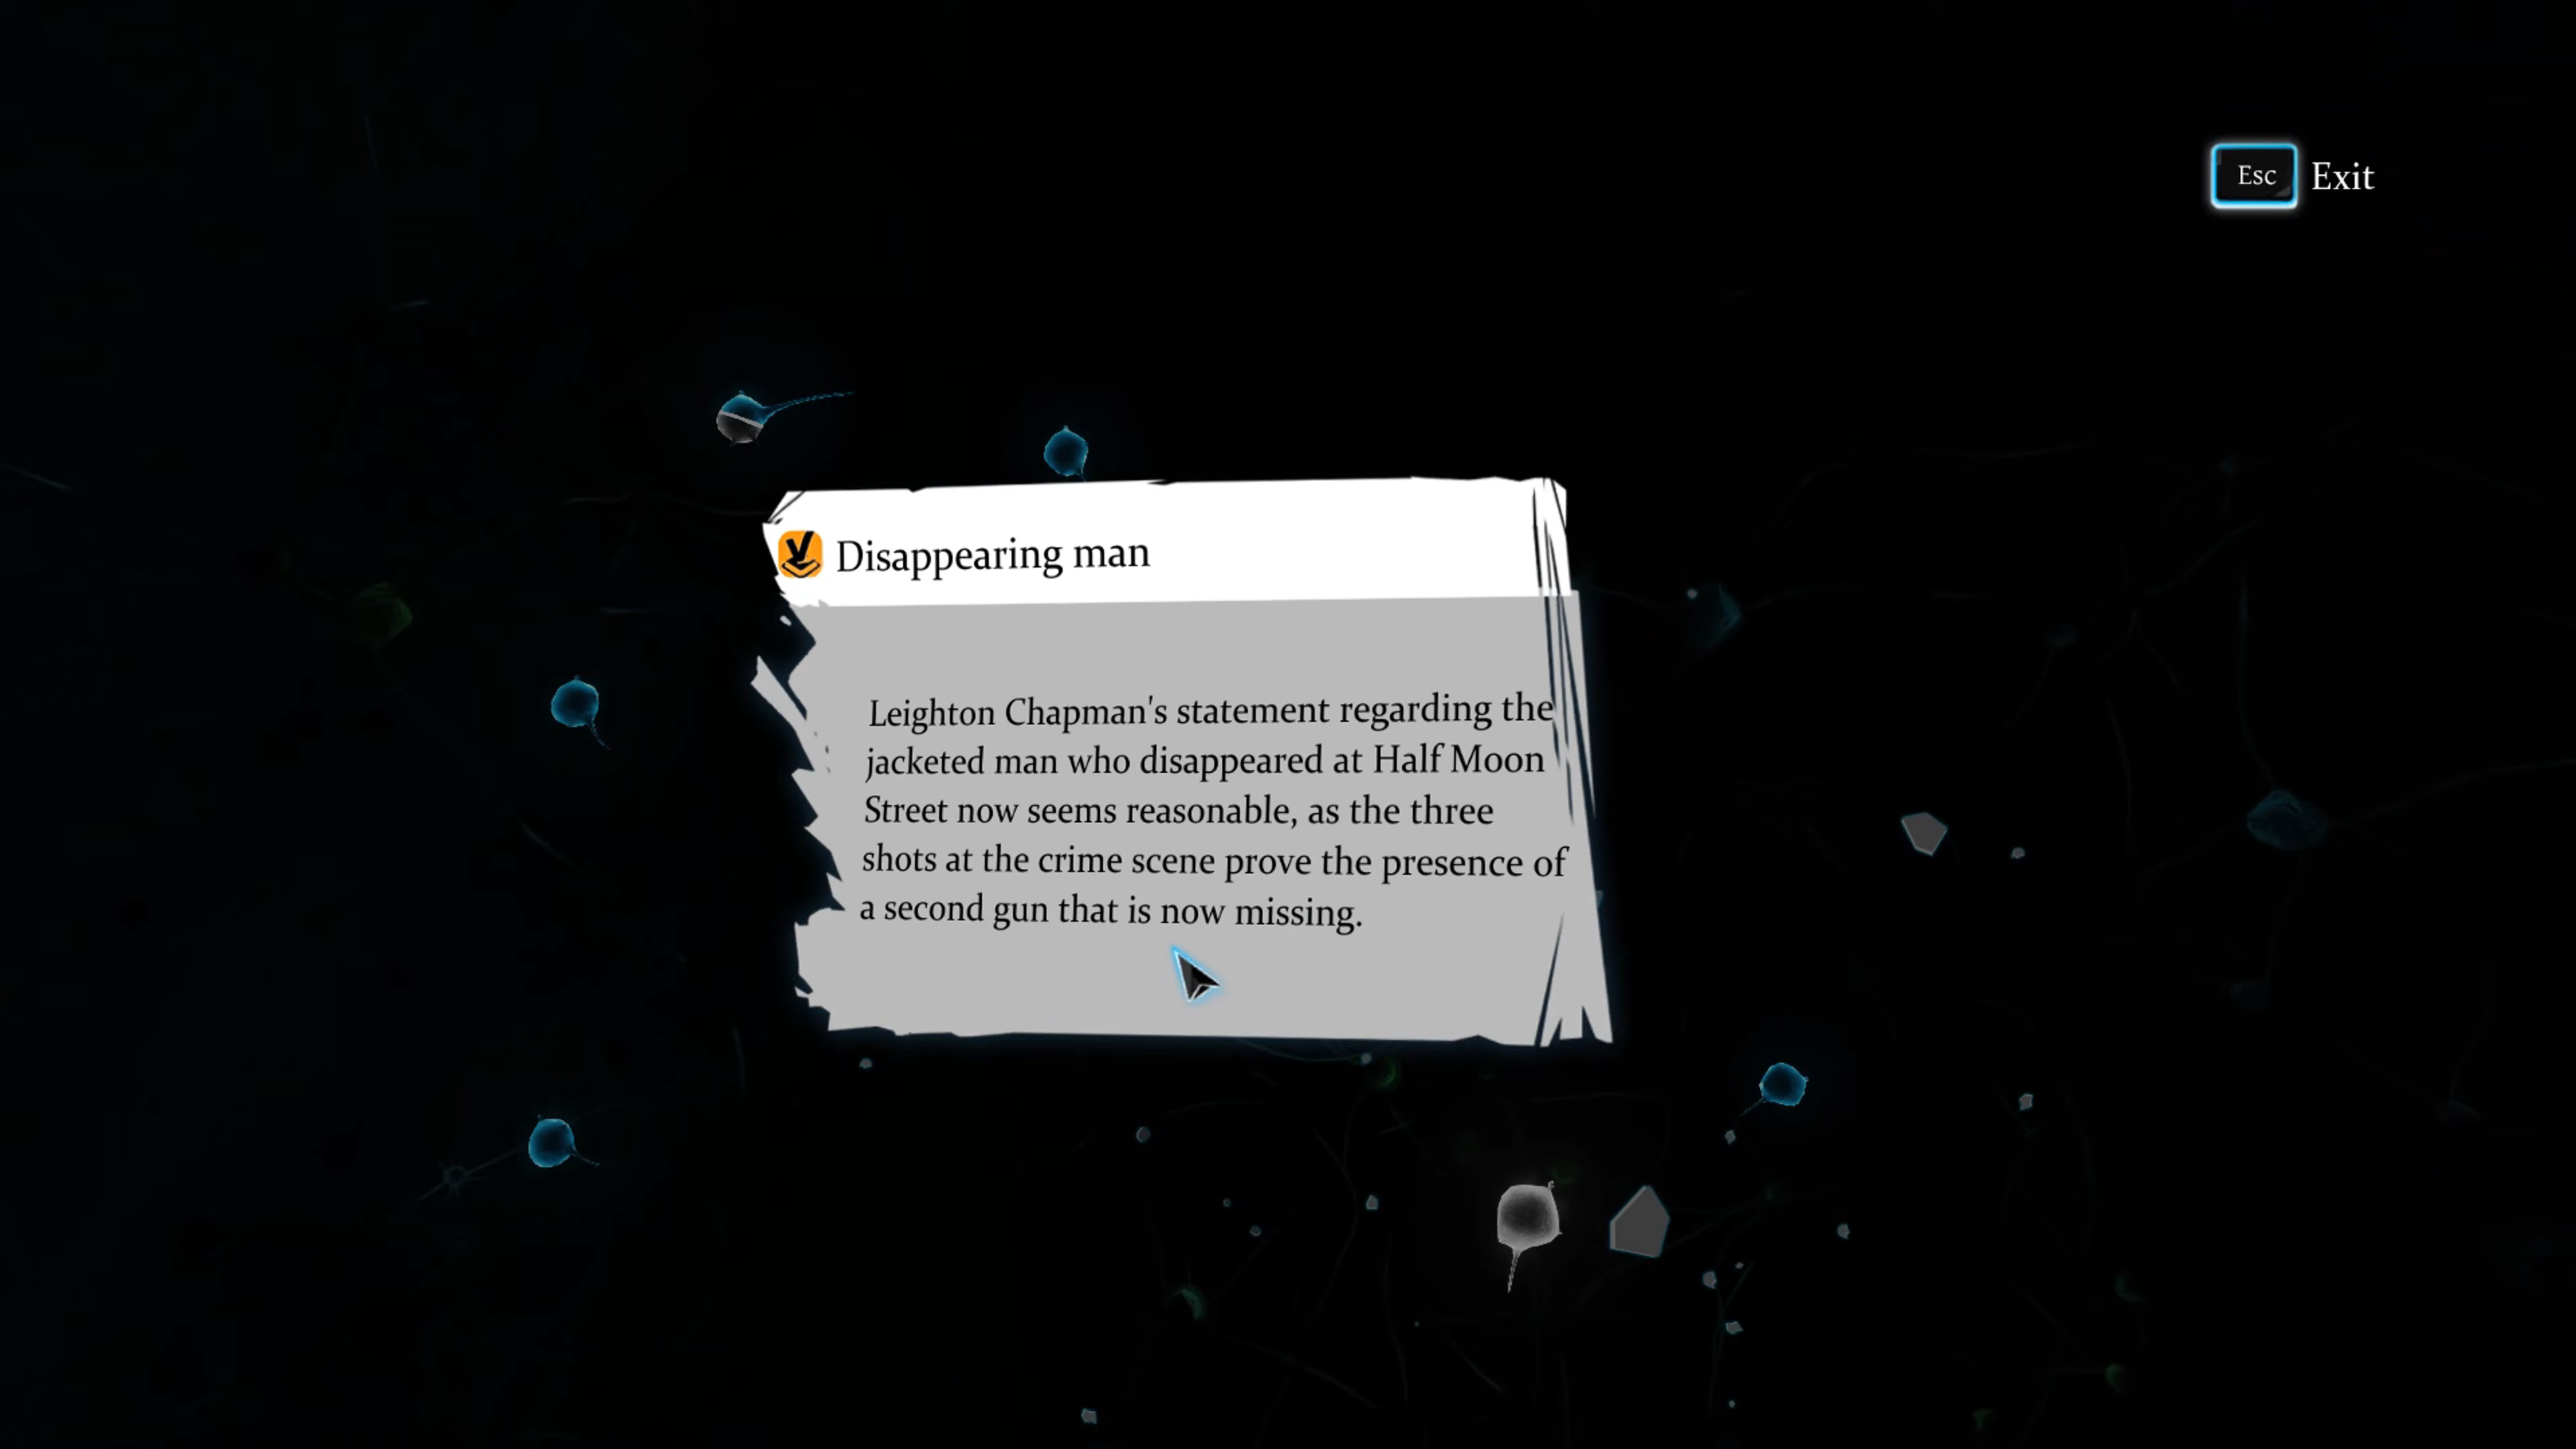 Esc Exit
Disappearing man
Leighton Chapman's statement regarding the
jacketed man who disappeared at Half Moon
Street now seems reasonable, as the three
shots at the crime scene prove the presence of
a second gun that is now missing.